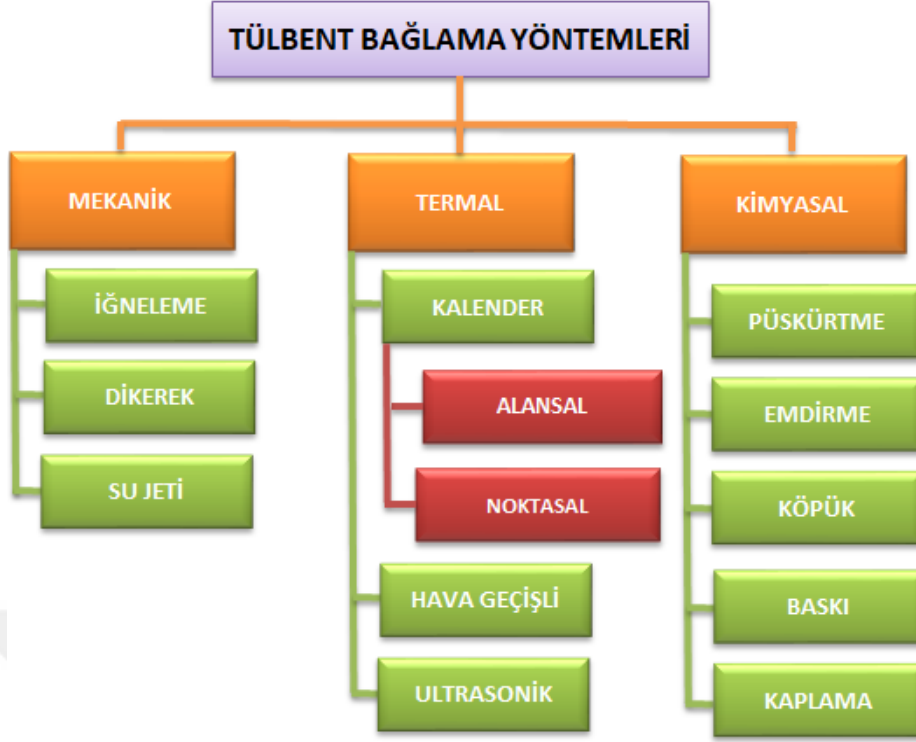 TÜLBENT BAĞLAMA YÖNTEMLERİ
MEKANİK
İĞNELEME
DİKEREK
SU JETİ
TERMAL
KALENDER
ALANSAL
NOKTASAL
HAVA GEÇİŞLİ
ULTRASONİK
KİMYASAL
PÜSKÜRTME
EMDİRME
KÖPÜK
BASKI
KAPLAMA